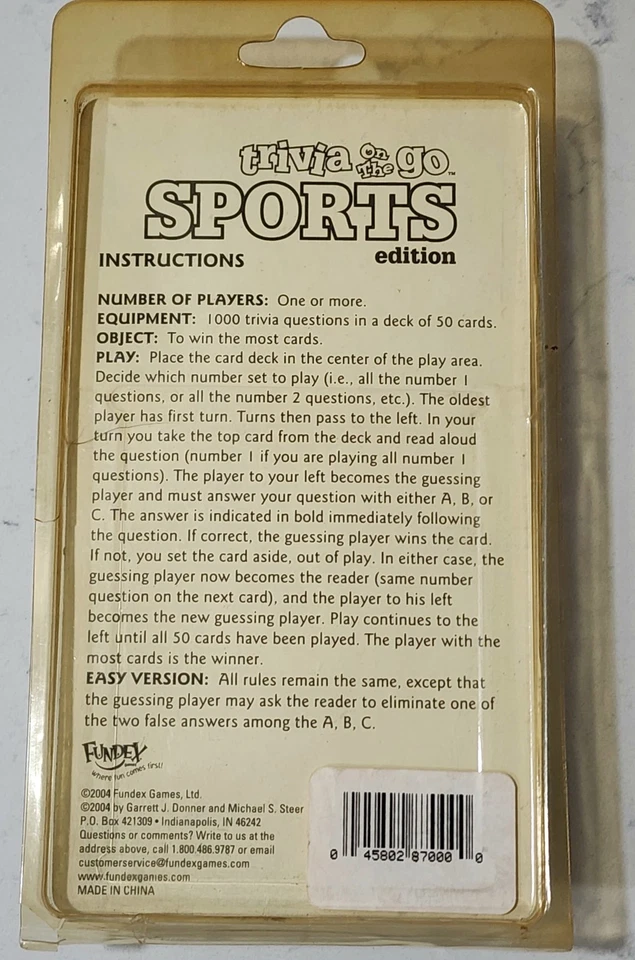 trivia on the go™
SPORTS
edition
INSTRUCTIONS
NUMBER OF PLAYERS: One or more.
EQUIPMENT: 1000 trivia questions in a deck of 50 cards.
OBJECT: To win the most cards.
PLAY: Place the card deck in the center of the play area.
Decide which number set to play (i.e., all the number 1
questions, or all the number 2 questions, etc.). The oldest
player has first turn. Turns then pass to the left. In your
turn you take the top card from the deck and read aloud
the question (number 1 if you are playing all number 1
questions). The player to your left becomes the guessing
player and must answer your question with either A, B, or
C. The answer is indicated in bold immediately following
the question. If correct, the guessing player wins the card.
If not, you set the card aside, out of play. In either case, the
guessing player now becomes the reader (same number
question on the next card), and the player to his left
becomes the new guessing player. Play continues to the
left until all 50 cards have been played. The player with the
most cards is the winner.
EASY VERSION: All rules remain the same, except that
the guessing player may ask the reader to eliminate one of
the two false answers among the A, B, C.
FUNDEX
Games
where fun comes first!
©2004 Fundex Games, Ltd.
©2004 by Garrett J. Donner and Michael S. Steer
P.O. Box 421309 • Indianapolis, IN 46242
Questions or comments? Write to us at the
address above, call 1.800.486.9787 or email
customerservice@fundexgames.com
www.fundexgames.com
MADE IN CHINA
0 45802 87000 0